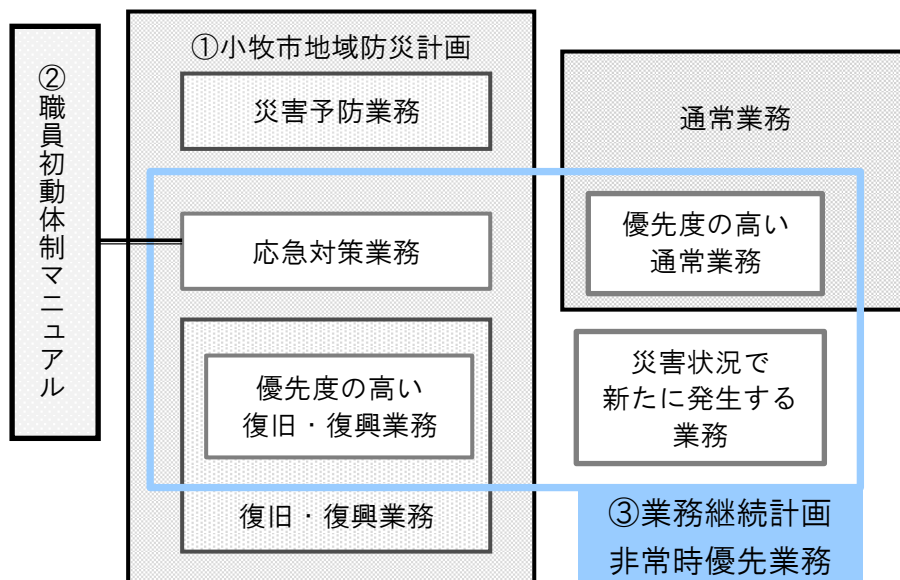 ①小牧市地域防災計画
②職員初動体制マニュアル
災害予防業務
通常業務
応急対策業務
優先度の高い
通常業務
優先度の高い
復旧・復興業務
災害状況で
新たに発生する
業務
復旧・復興業務
③業務継続計画
非常時優先業務